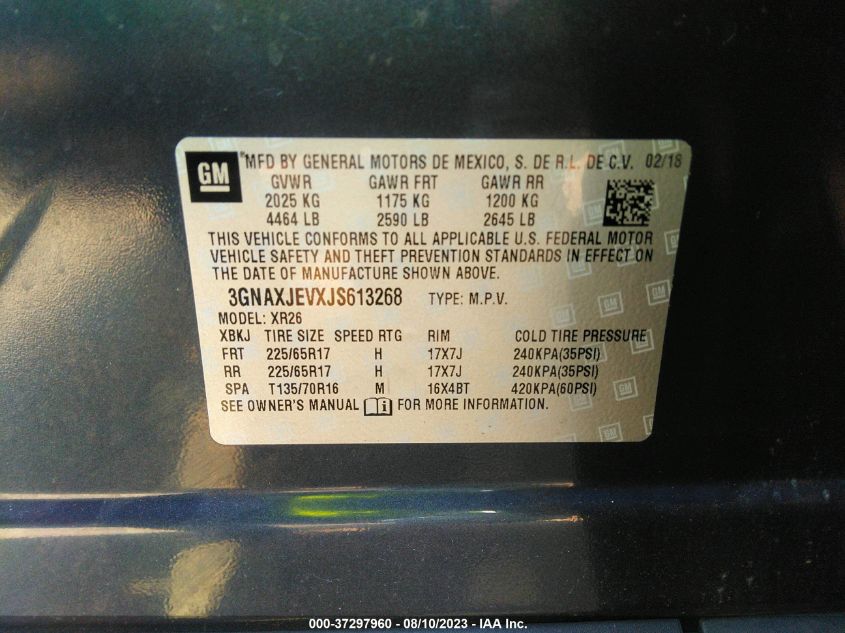 GM *MFD BY GENERAL MOTORS DE MEXICO, S. DE R.L. DE C.V. 02/18
GVWR GAWR FRT GAWR RR
2025 KG 1175 KG 1200 KG
4464 LB 2590 LB 2645 LB
THIS VEHICLE CONFORMS TO ALL APPLICABLE U.S. FEDERAL MOTOR
VEHICLE SAFETY AND THEFT PREVENTION STANDARDS IN EFFECT ON
THE DATE OF MANUFACTURE SHOWN ABOVE.
3GNAXJEVXJS613268 TYPE: M.P.V.
MODEL: XR26
XBKJ TIRE SIZE SPEED RTG RIM COLD TIRE PRESSURE
FRT 225/65R17 H 17X7J 240KPA(35PSI)
RR 225/65R17 H 17X7J 240KPA(35PSI)
SPA T135/70R16 M 16X4BT 420KPA(60PSI)
SEE OWNER'S MANUAL FOR MORE INFORMATION.
000-37297960 - 08/10/2023 - IAA Inc.